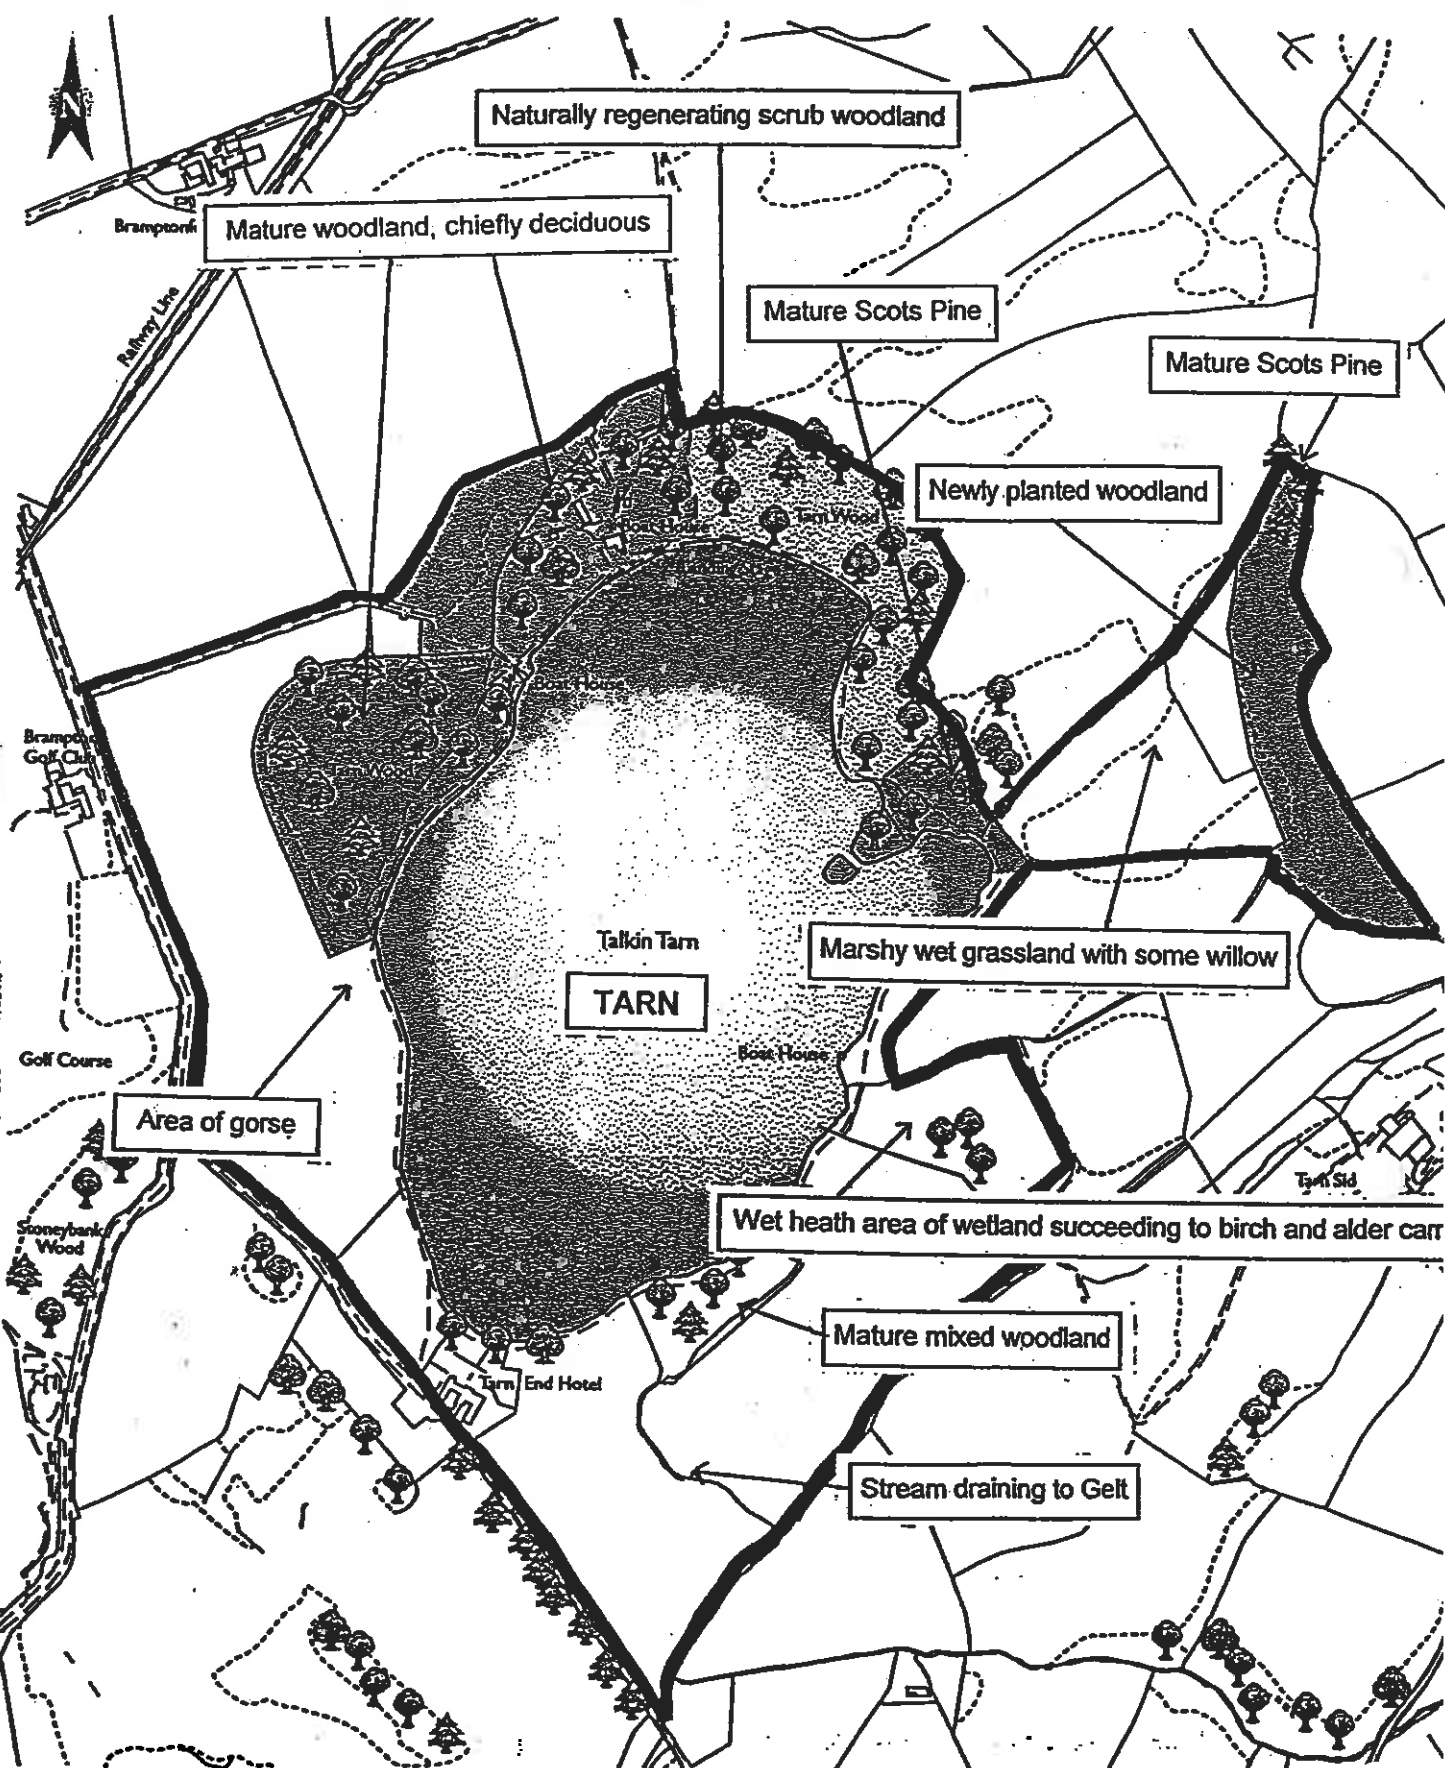 N
Naturally regenerating scrub woodland
Mature woodland, chiefly deciduous
Railway Line
Mature Scots Pine
Mature Scots Pine
Newly planted woodland
Boat House
Tarn Wood
Boat House
Brampton
Golf Club
Tarn Wood
Talkin Tarn
TARN
Marshy wet grassland with some willow
Boat House
Golf Course
Area of gorse
Tarn Sid
Stoneybank
Wood
Wet heath area of wetland succeeding to birch and alder carr
Mature mixed woodland
Tarn End Hotel
Stream draining to Gelt